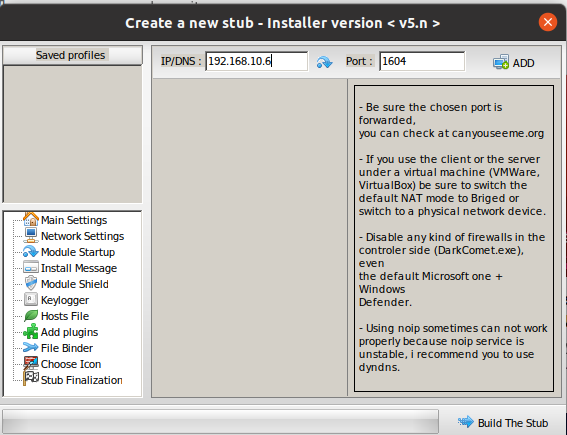 Create a new stub - Installer version < v5.n >
Saved profiles
IP/DNS :
192.168.10.6
Port :
1604
ADD
- Be sure the chosen port is
forwarded,
you can check at canyouseeme.org
- If you use the client or the server
under a virtual machine (VMWare,
VirtualBox) be sure to switch the
default NAT mode to Briged or
switch to a physical network device.
- Disable any kind of firewalls in the
controler side (DarkComet.exe),
even
the default Microsoft one +
Windows
Defender.
- Using noip sometimes can not work
properly because noip service is
unstable, i recommend you to use
dyndns.
Main Settings
Network Settings
Module Startup
Install Message
Module Shield
Keylogger
Hosts File
Add plugins
File Binder
Choose Icon
Stub Finalization
Build The Stub